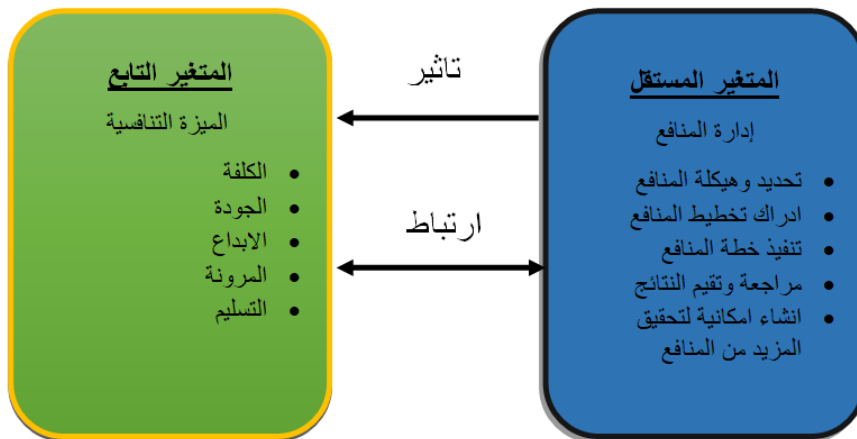 المتغير المستقل
إدارة المنافع
تحديد وهيكلة المنافع
ادراك تخطيط المنافع
تنفيذ خطة المنافع
مراجعة وتقيم النتائج
انشاء امكانية لتحقيق
المزيد من المنافع
تاثير
ارتباط
المتغير التابع
الميزة التنافسية
الكلفة
الجودة
الابداع
المرونة
التسليم